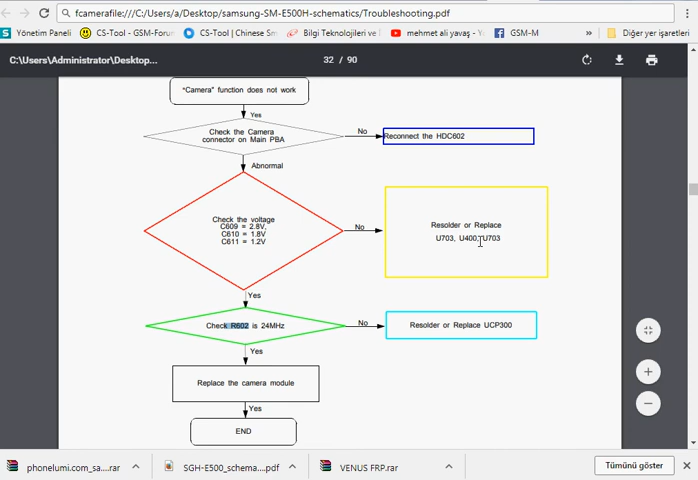 fcamerafile:///C:/Users/a/Desktop/samsung-SM-E500H-schematics/Troubleshooting.pdf
Yönetim Paneli
CS-Tool - GSM-Forum
CS-Tool | Chinese Sm
Bilgi Teknolojileri v
mehmet ali yavaş - Y
GSM-M
»
Diğer yer işaretleri
C:\Users\Administrator\Desktop...
32 / 90
"Camera" function does not work
Yes
Check the Camera
connector on Main PBA
No
Reconnect the HDC602
Abnormal
Check the voltage
C609 = 2.8V,
C610 = 1.8V
C611 = 1.2V
No
Resolder or Replace
U703, U400, U703
Yes
Check R602 is 24MHz
No
Resolder or Replace UCP300
Yes
Replace the camera module
Yes
END
phonelumi.com_sa....rar
SGH-E500_schema....pdf
VENUS FRP.rar
Tümünü göster